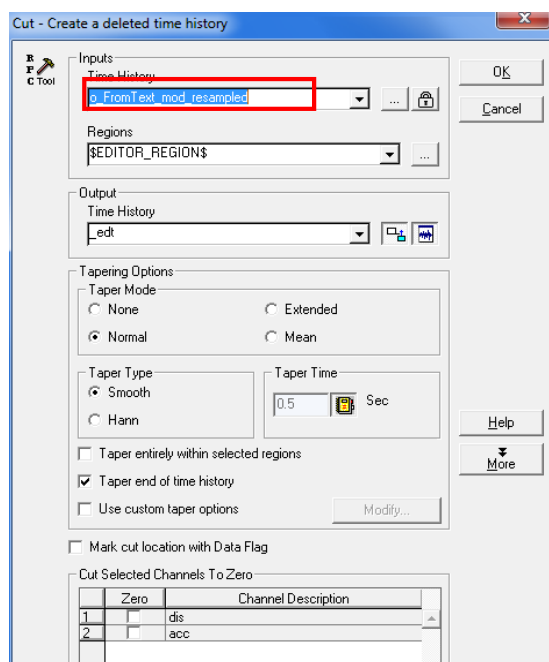 Cut - Create a deleted time history
R
P
C Tool
Inputs
Time History
o_FromText_mod_resampled
...
OK
Cancel
Regions
$EDITOR_REGION$
...
Output
Time History
_edt
Tapering Options
Taper Mode
None
Extended
Normal
Mean
Taper Type
Smooth
Hann
Taper Time
0.5 Sec
Help
More
Taper entirely within selected regions
Taper end of time history
Use custom taper options
Modify...
Mark cut location with Data Flag
Cut Selected Channels To Zero
Zero Channel Description
1 dis
2 acc